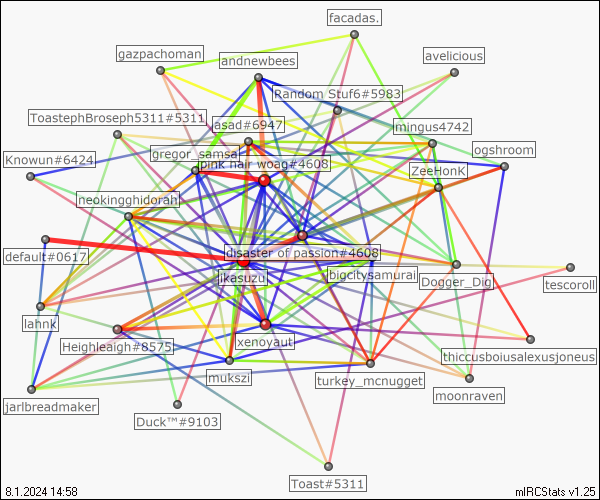 facadas.
gazpachoman
andnewbees
avelicious
Random Stuf6#5983
ToastephBroseph5311#5311
asad#6947
mingus4742
gregor_samsa
ogshroom
Knowun#6424
pink hair woag#4608
ZeeHonk
neokingghidorah
default#0617
disaster of passion#4608
ikasuzu
bigcitysamurai
Dogger_Dig
tescoroll
lahnk
Heighleaigh#8575
xenoyaut
thiccusboiusalexusjoneus
mukszi
turkey_mcnugget
moonraven
jarlbreadmaker
Duck™#9103
Toast#5311
8.1.2024 14:58
mIRCStats v1.25